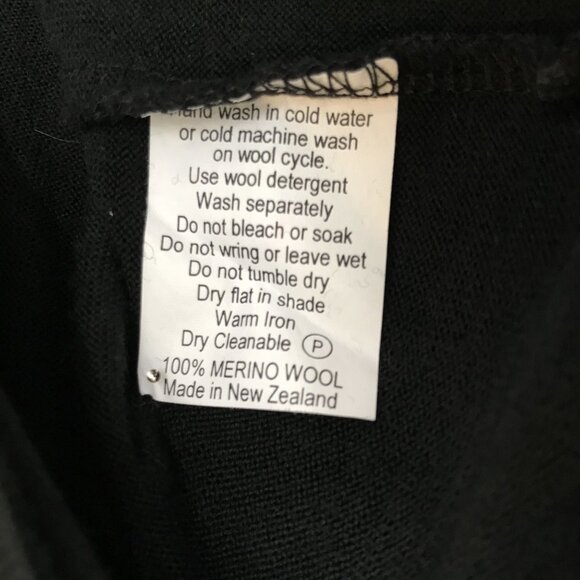 Hand wash in cold water
or cold machine wash
on wool cycle.
Use wool detergent
Wash separately
Do not bleach or soak
Do not wring or leave wet
Do not tumble dry
Dry flat in shade
Warm Iron
Dry Cleanable P
100% MERINO WOOL
Made in New Zealand